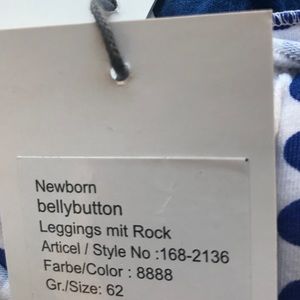 Newborn
bellybutton
Leggings mit Rock
Articel / Style No :168-2136
Farbe/Color : 8888
Gr./Size: 62